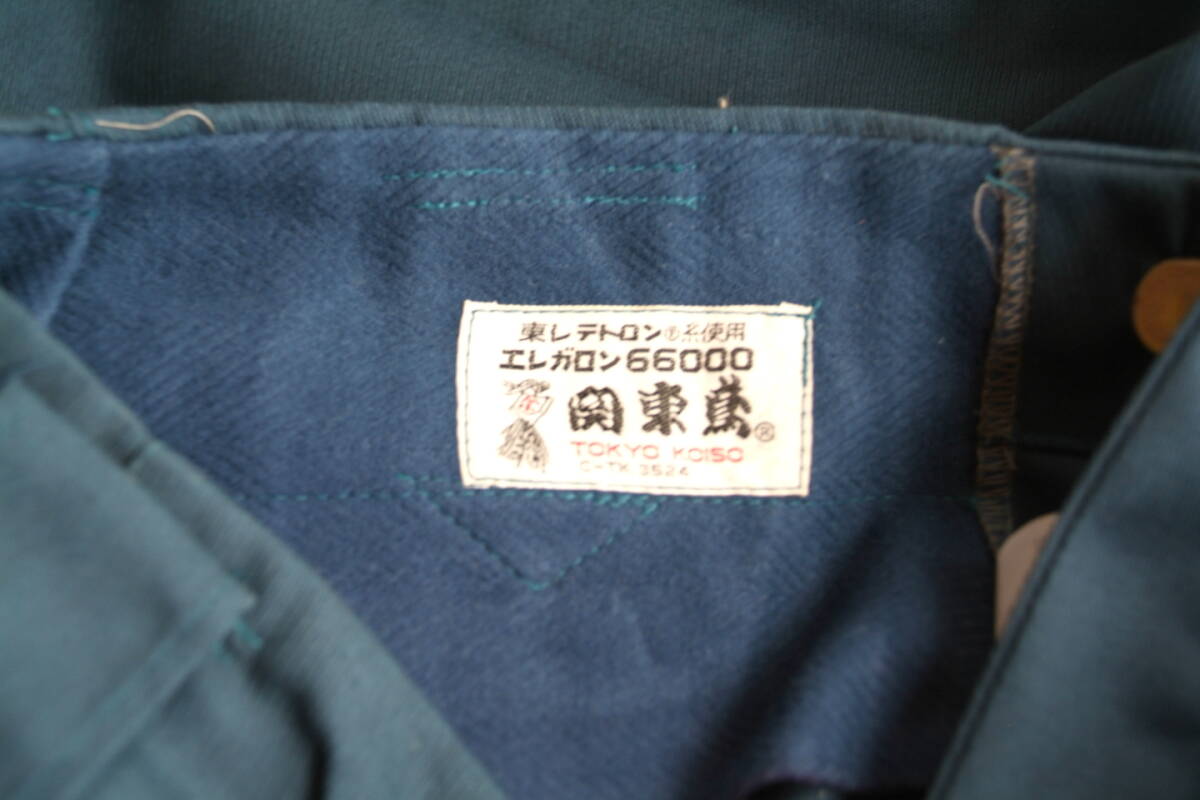 東レテトロン®糸使用
エレガロン66000
関東鳶®
TOKYO KOISO
C-TK 3524